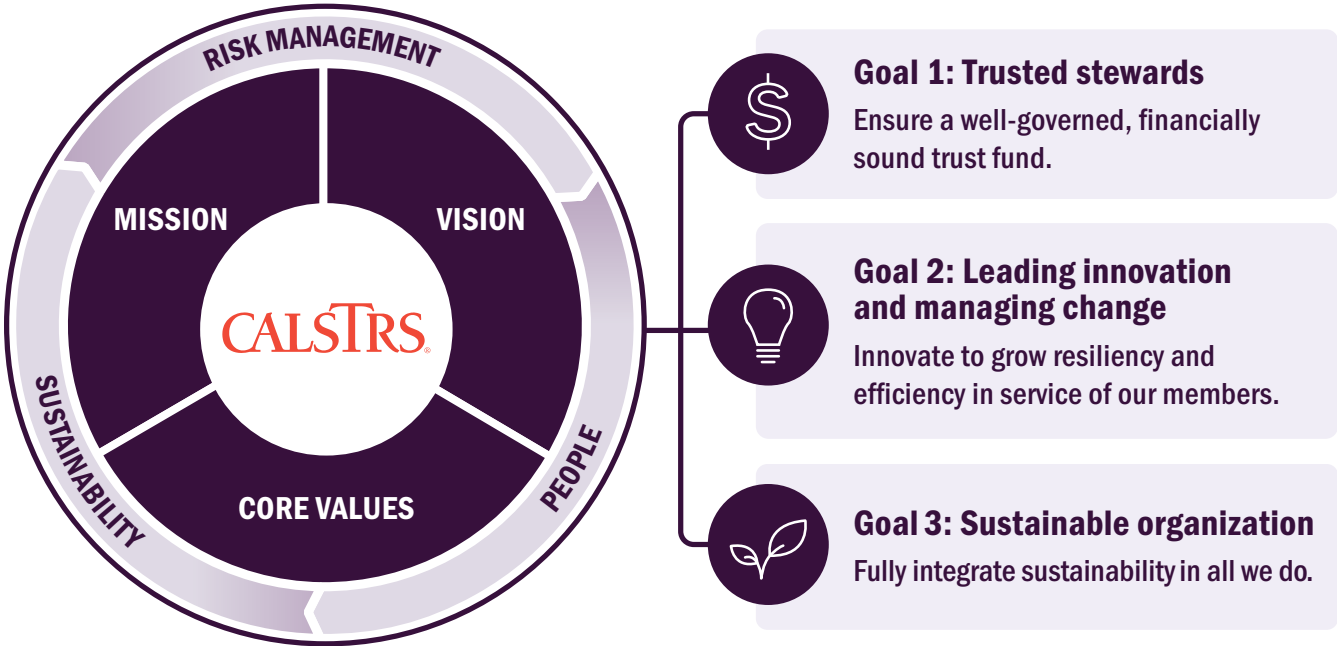 RISK MANAGEMENT
MISSION
VISION
CALSTRS®
SUSTAINABILITY
PEOPLE
CORE VALUES
$
Goal 1: Trusted stewards
Ensure a well-governed, financially
sound trust fund.
Goal 2: Leading innovation
and managing change
Innovate to grow resiliency and
efficiency in service of our members.
Goal 3: Sustainable organization
Fully integrate sustainability in all we do.